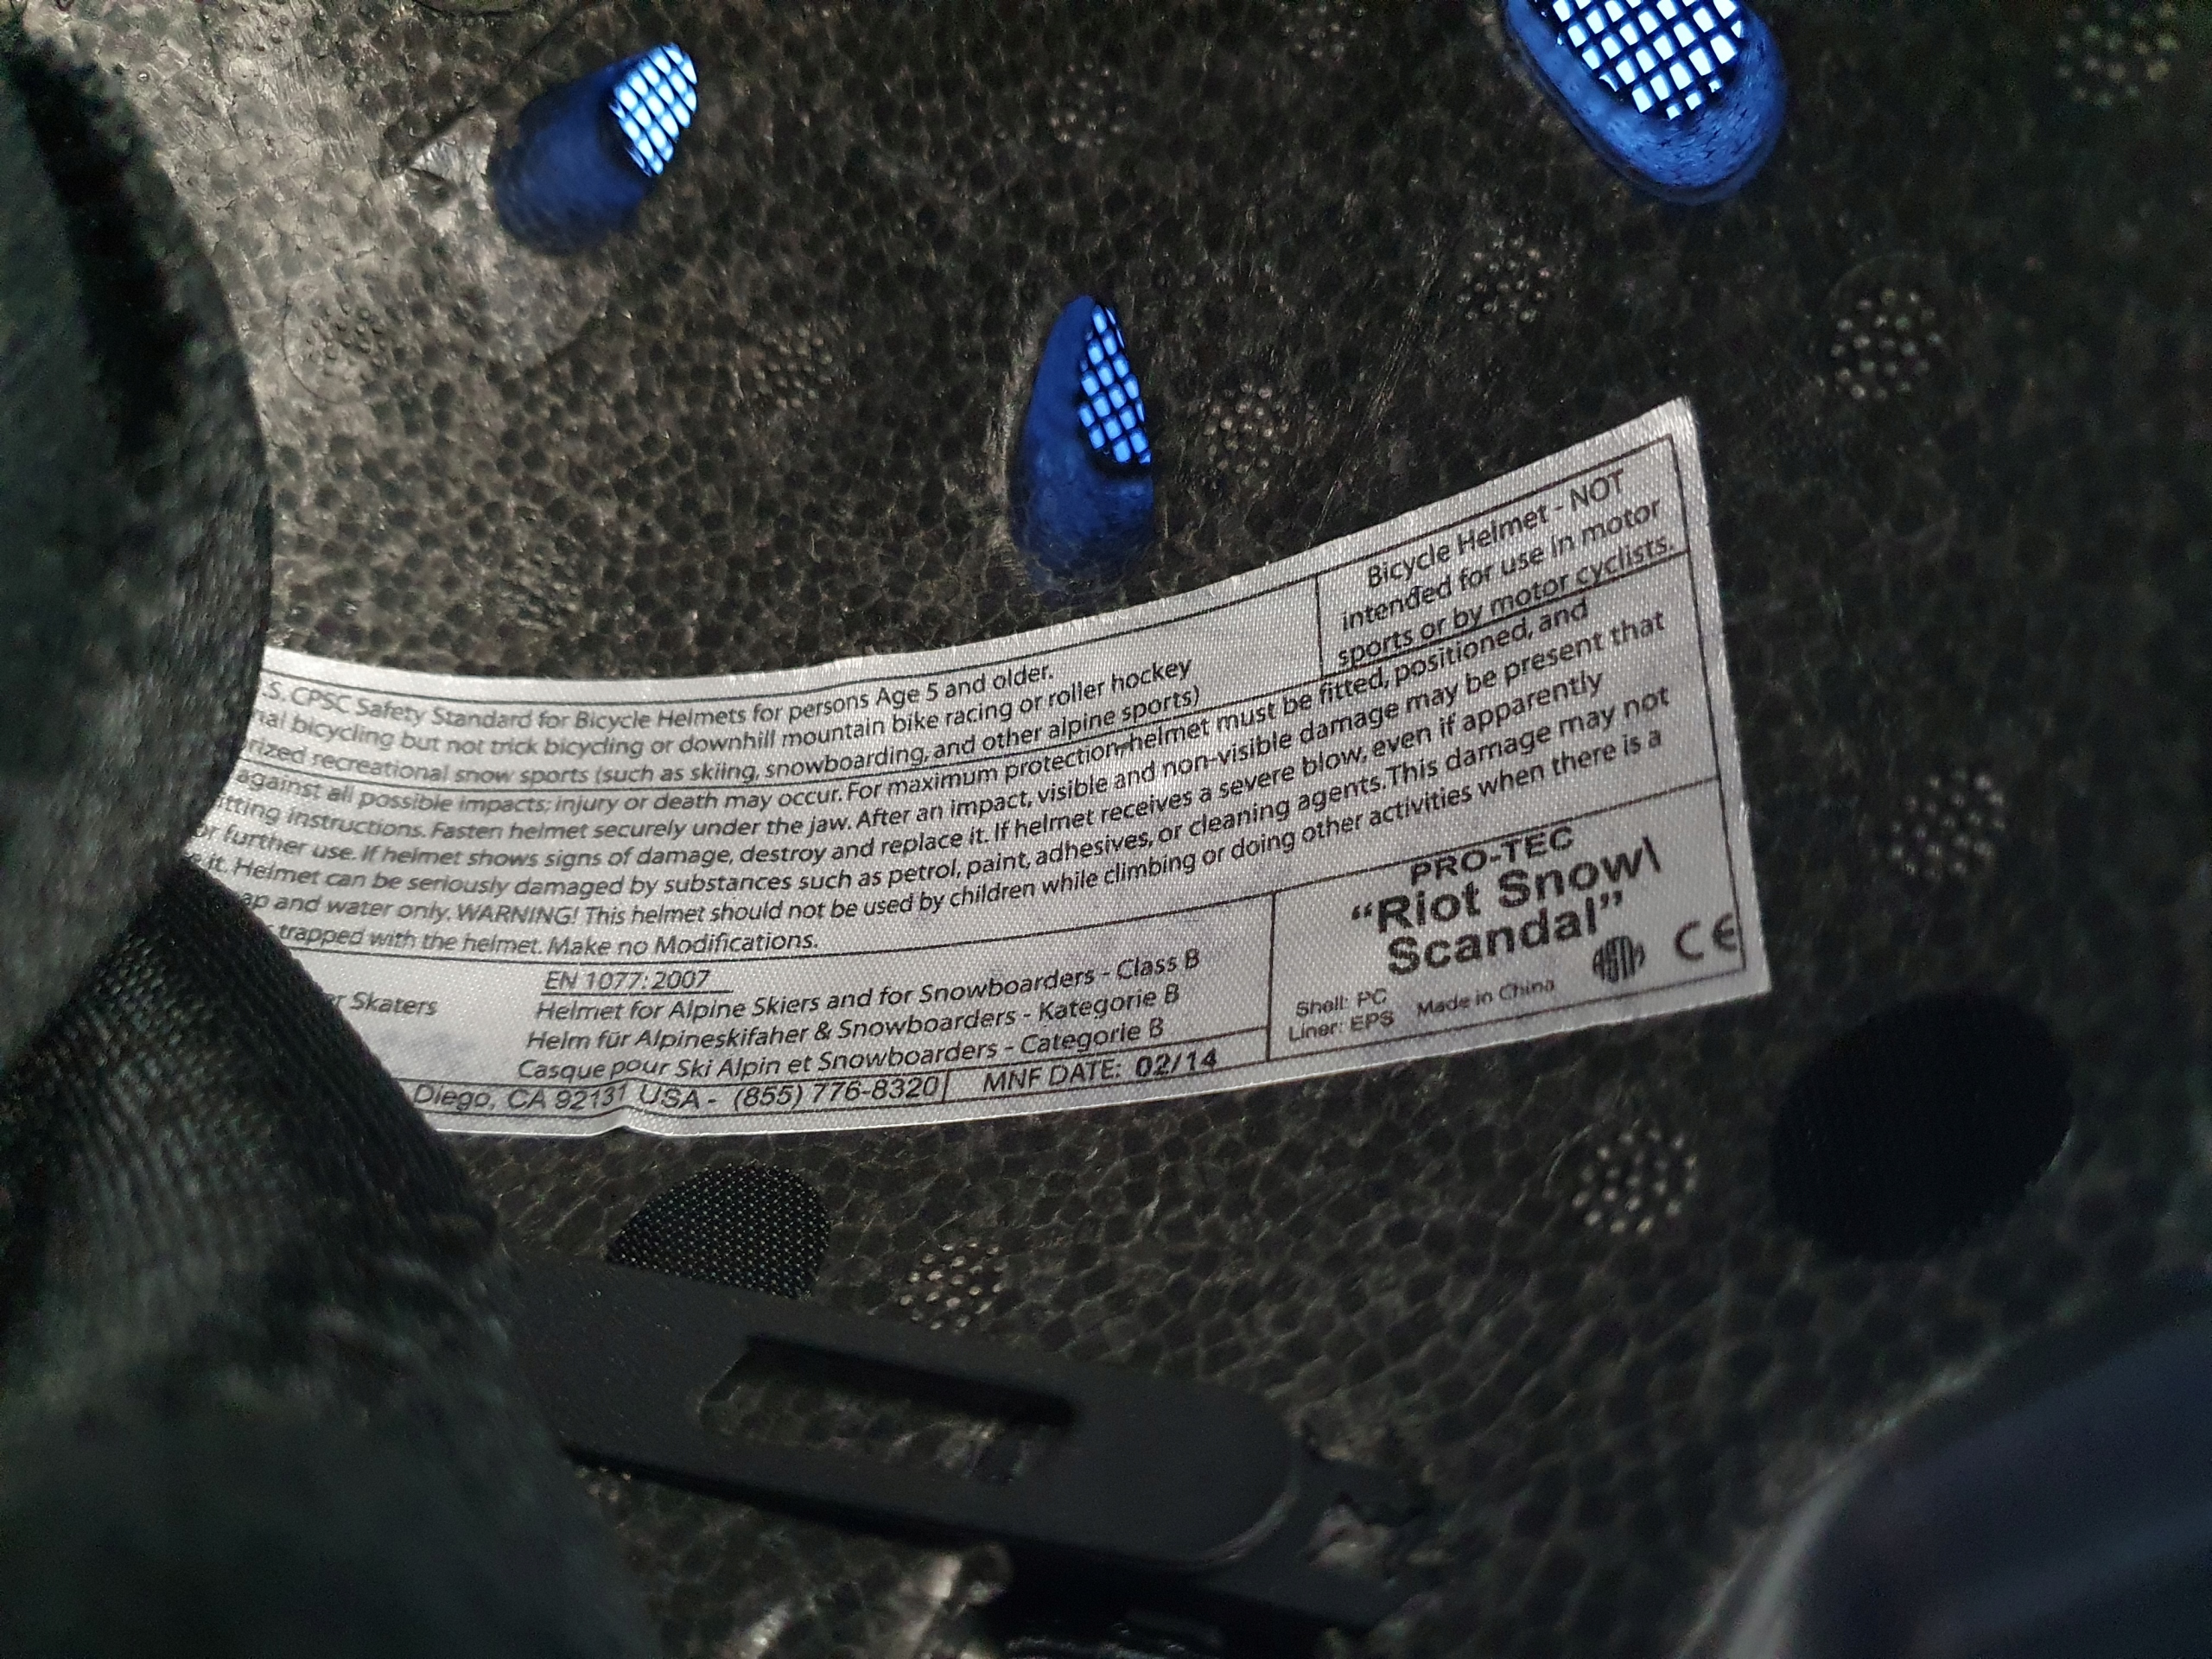 .S. CPSC Safety Standard for Bicycle Helmets for persons Age 5 and older.
bicycling but not trick bicycling or downhill mountain bike racing or roller hockey
recreational snow sports (such as skiing, snowboarding, and other alpine sports)
Bicycle Helmet - NOT
intended for use in motor
sports or by motor cyclists.
against all possible impacts; injury or death may occur. For maximum protection, helmet must be fitted, positioned, and
instructions. Fasten helmet securely under the jaw. After an impact, visible and non-visible damage may be present that
or further use. If helmet shows signs of damage, destroy and replace it. If helmet receives a severe blow, even if apparently
it. Helmet can be seriously damaged by substances such as petrol, paint, adhesives, or cleaning agents. This damage may not
and water only. WARNING! This helmet should not be used by children while climbing or doing other activities when there is a
trapped with the helmet. Make no Modifications.
Skaters
EN 1077:2007
Helmet for Alpine Skiers and for Snowboarders - Class B
Helm für Alpineskifaher & Snowboarders - Kategorie B
Casque pour Ski Alpin et Snowboarders - Categorie B
Diego, CA 92131 USA - (855) 776-8320
MNF DATE: 02/14
PRO-TEC
“Riot Snow\
Scandal”
Shell: PC
Liner: EPS Made in China
ASTM CE